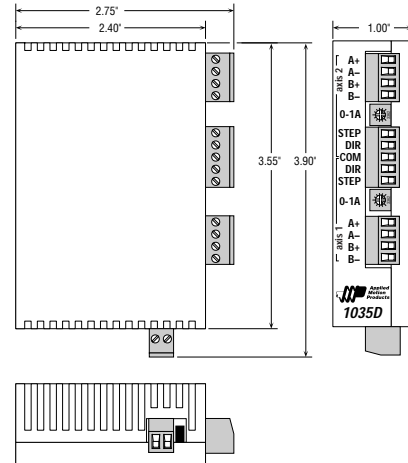 2.75"
2.40"
1.00"
3.55"
3.90"
axis 2
A+
A–
B+
B–
0-1A
STEP
DIR
COM
DIR
STEP
0-1A
axis 1
A+
A–
B+
B–
Applied
Motion
Products
1035D